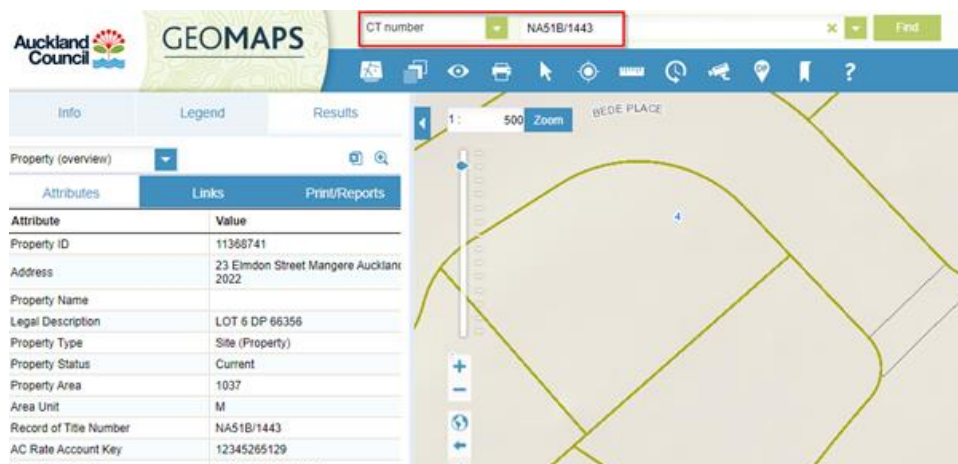 Auckland
Council
GEOMAPS
CT number NA51B/1443 Find
DP
?
Info Legend Results
1: 500 Zoom
BEDE PLACE
Property (overview)
4
Attributes Links Print/Reports
Attribute Value
Property ID 11368741
Address 23 Elmdon Street Mangere Auckland
2022
Property Name
Legal Description LOT 6 DP 66356
Property Type Site (Property)
Property Status Current
Property Area 1037
Area Unit M
Record of Title Number NA51B/1443
AC Rate Account Key 12345265129